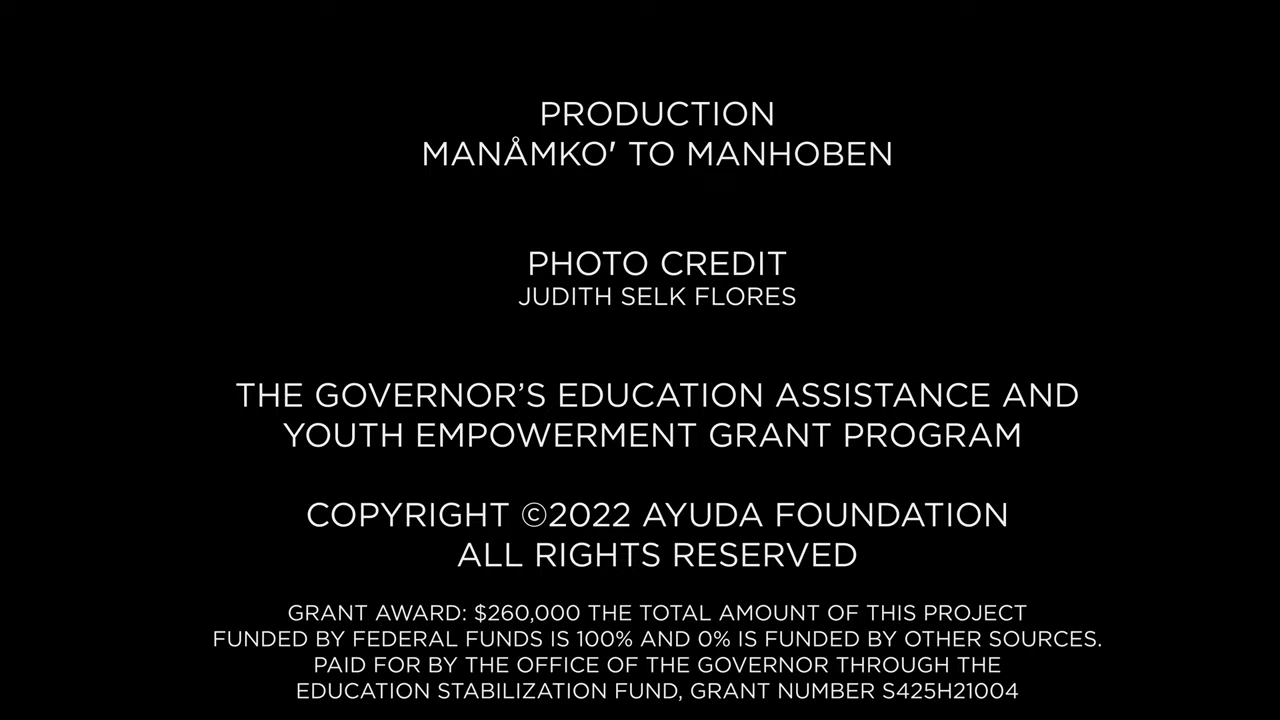 PRODUCTION
MANÅMKO' TO MANHOBEN
PHOTO CREDIT
JUDITH SELK FLORES
THE GOVERNOR’S EDUCATION ASSISTANCE AND
YOUTH EMPOWERMENT GRANT PROGRAM
COPYRIGHT ©2022 AYUDA FOUNDATION
ALL RIGHTS RESERVED
GRANT AWARD: $260,000 THE TOTAL AMOUNT OF THIS PROJECT
FUNDED BY FEDERAL FUNDS IS 100% AND 0% IS FUNDED BY OTHER SOURCES.
PAID FOR BY THE OFFICE OF THE GOVERNOR THROUGH THE
EDUCATION STABILIZATION FUND, GRANT NUMBER S425H21004